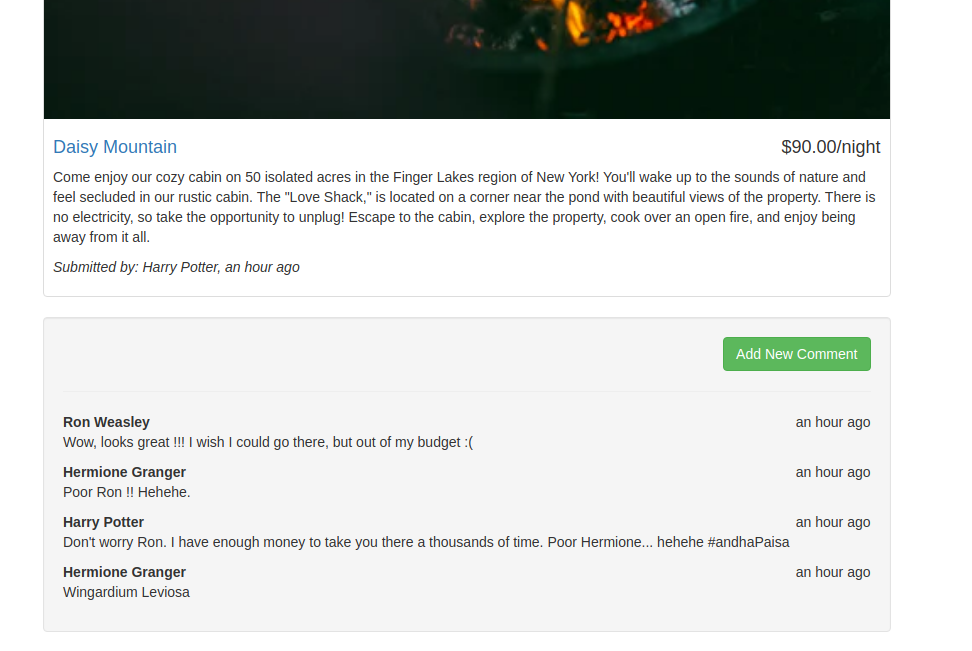 Daisy Mountain $90.00/night
Come enjoy our cozy cabin on 50 isolated acres in the Finger Lakes region of New York! You'll wake up to the sounds of nature and
feel secluded in our rustic cabin. The "Love Shack," is located on a corner near the pond with beautiful views of the property. There is
no electricity, so take the opportunity to unplug! Escape to the cabin, explore the property, cook over an open fire, and enjoy being
away from it all.
Submitted by: Harry Potter, an hour ago
Add New Comment
Ron Weasley an hour ago
Wow, looks great !!! I wish I could go there, but out of my budget :(
Hermione Granger an hour ago
Poor Ron !! Hehehe.
Harry Potter an hour ago
Don't worry Ron. I have enough money to take you there a thousands of time. Poor Hermione... hehehe #andhaPaisa
Hermione Granger an hour ago
Wingardium Leviosa